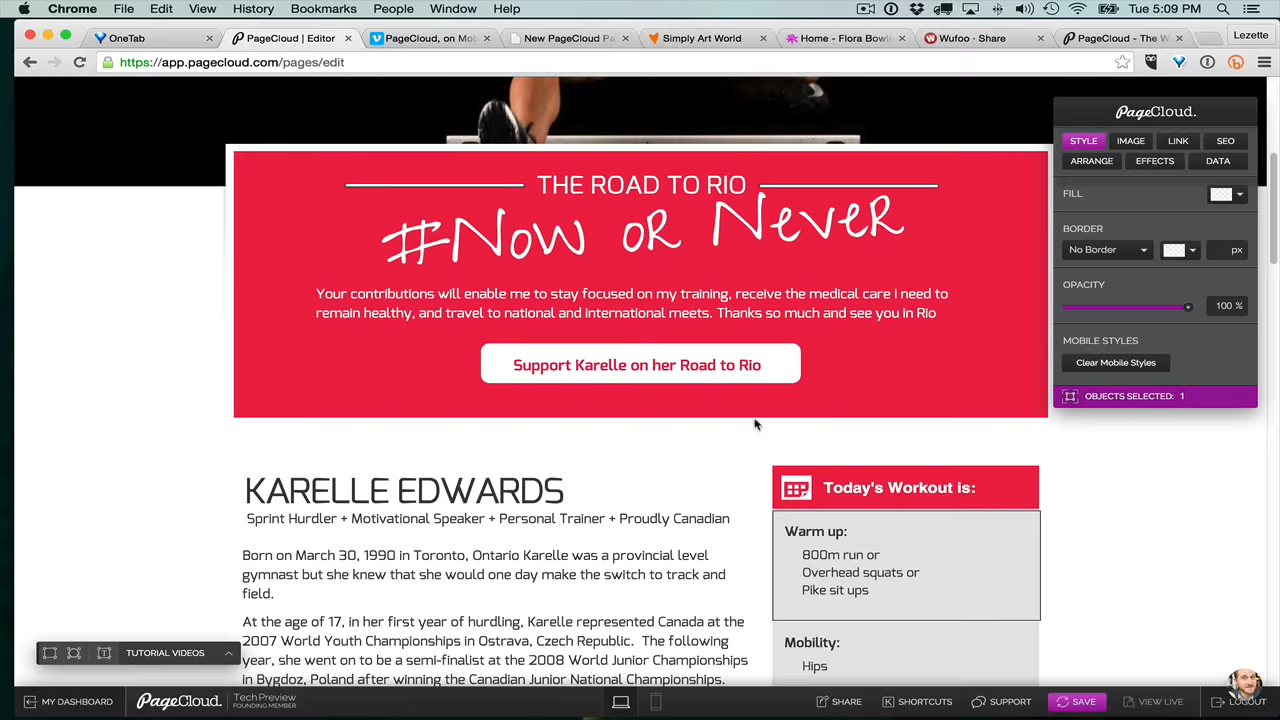 Chrome File Edit View History Bookmarks People Window Help Tue 5:09 PM
OneTab PageCloud | Editor PageCloud, on Mob New PageCloud Pa Simply Art World Home - Flora Bowle Wufoo · Share PageCloud - The W Lezette
https://app.pagecloud.com/pages/edit
PageCloud.
STYLE IMAGE LINK SEO
ARRANGE EFFECTS DATA
FILL
BORDER
No Border px
OPACITY
100 %
MOBILE STYLES
Clear Mobile Styles
OBJECTS SELECTED: 1
THE ROAD TO RIO
#Now or Never
Your contributions will enable me to stay focused on my training, receive the medical care I need to
remain healthy, and travel to national and international meets. Thanks so much and see you in Rio
Support Karelle on her Road to Rio
KARELLE EDWARDS
Sprint Hurdler + Motivational Speaker + Personal Trainer + Proudly Canadian
Born on March 30, 1990 in Toronto, Ontario Karelle was a provincial level
gymnast but she knew that she would one day make the switch to track and
field.
At the age of 17, in her first year of hurdling, Karelle represented Canada at the
2007 World Youth Championships in Ostrava, Czech Republic. The following
year, she went on to be a semi-finalist at the 2008 World Junior Championships
in Bygdoz, Poland after winning the Canadian Junior National Championships.
Today's Workout is:
Warm up:
800m run or
Overhead squats or
Pike sit ups
Mobility:
Hips
TUTORIAL VIDEOS
MY DASHBOARD PageCloud. Tech Preview
FOUNDING MEMBER
SHARE SHORTCUTS SUPPORT SAVE VIEW LIVE LOGOUT